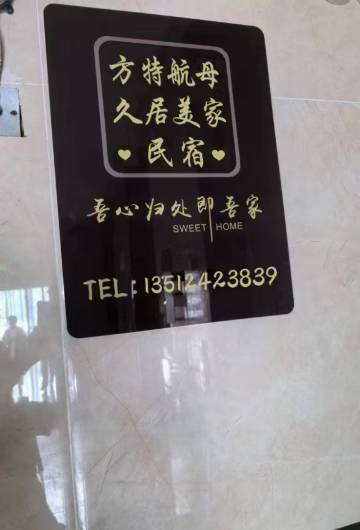 方特航母
久居美家
♥民宿♥
吾心归处即吾家
SWEET HOME
TEL: 13512423839